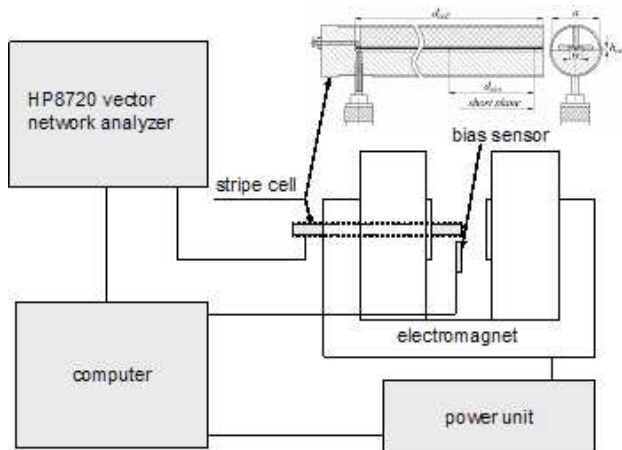 a
HP8720 vector
network analyzer
short plane
bias sensor
stripe cell
electromagnet
computer
power unit